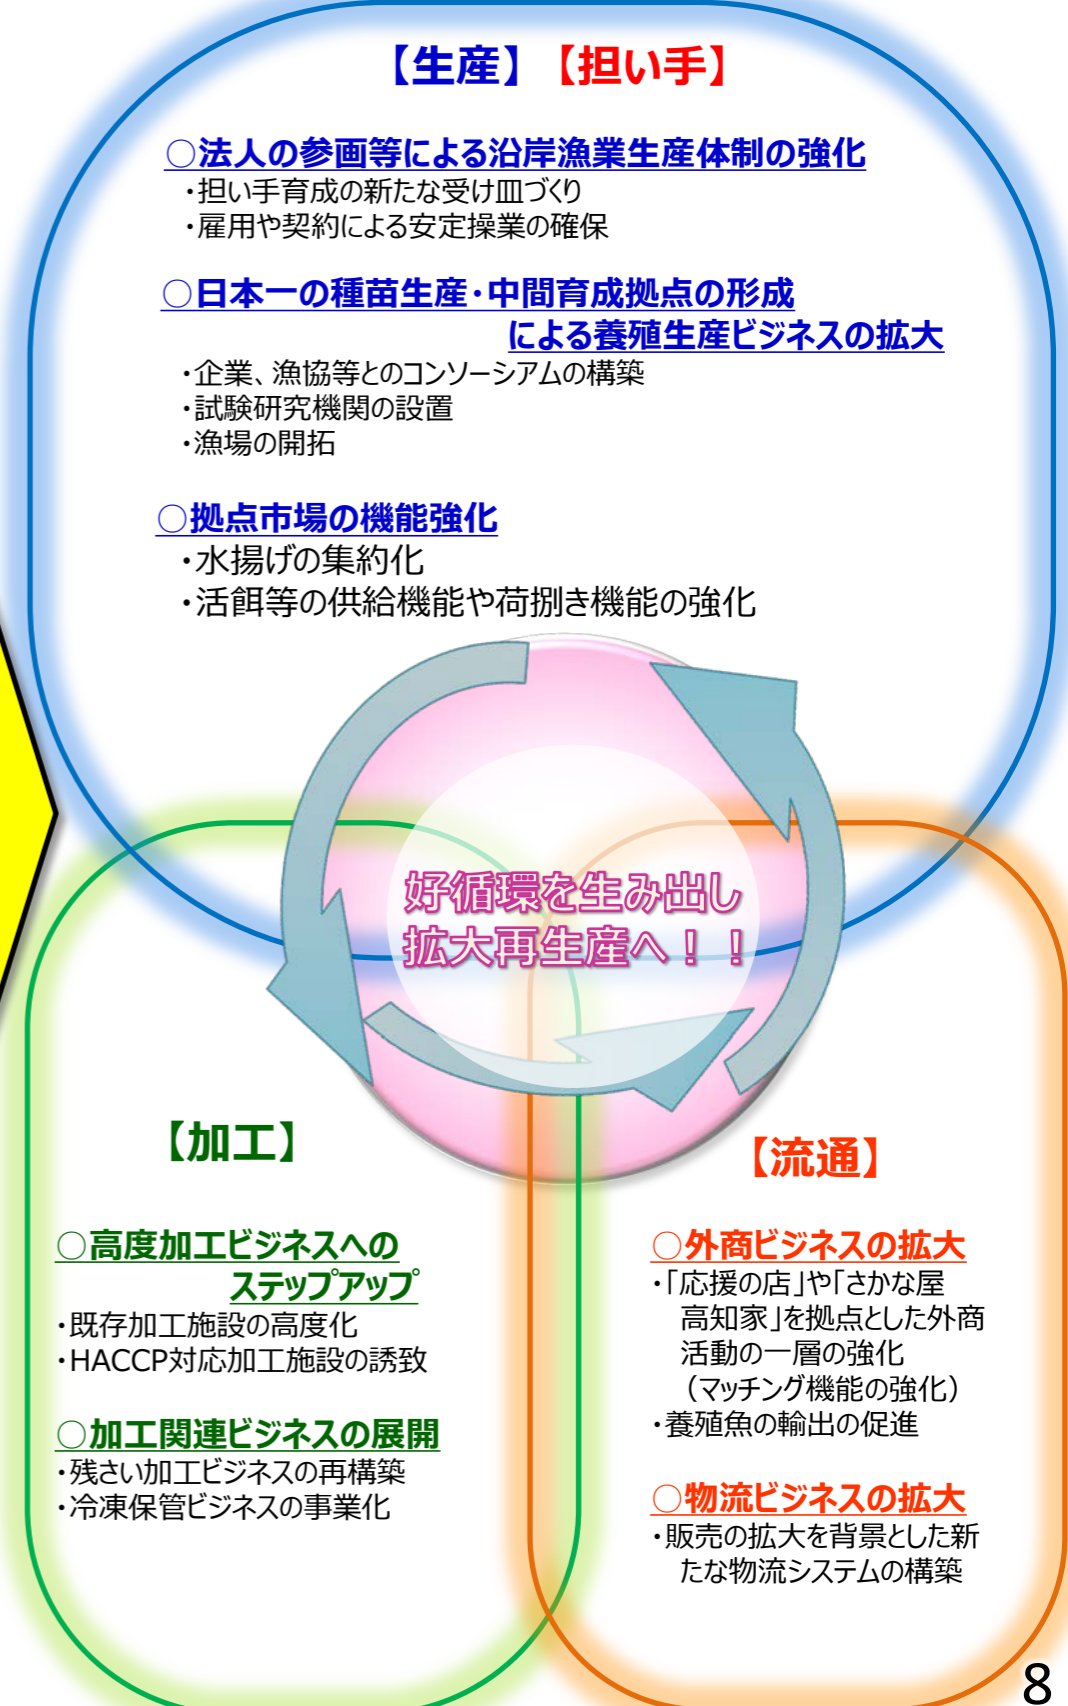 【生産】【担い手】
○法人の参画等による沿岸漁業生産体制の強化
・担い手育成の新たな受け皿づくり
・雇用や契約による安定操業の確保
○日本一の種苗生産・中間育成拠点の形成
による養殖生産ビジネスの拡大
・企業、漁協等とのコンソーシアムの構築
・試験研究機関の設置
・漁場の開拓
○拠点市場の機能強化
・水揚げの集約化
・活餌等の供給機能や荷捌き機能の強化
好循環を生み出し
拡大再生産へ！！
【加工】
○高度加工ビジネスへの
ステップアップ
・既存加工施設の高度化
・HACCP対応加工施設の誘致
○加工関連ビジネスの展開
・残さい加工ビジネスの再構築
・冷凍保管ビジネスの事業化
【流通】
○外商ビジネスの拡大
・「応援の店」や「さかな屋
高知家」を拠点とした外商
活動の一層の強化
（マッチング機能の強化）
・養殖魚の輸出の促進
○物流ビジネスの拡大
・販売の拡大を背景とした新
たな物流システムの構築
8